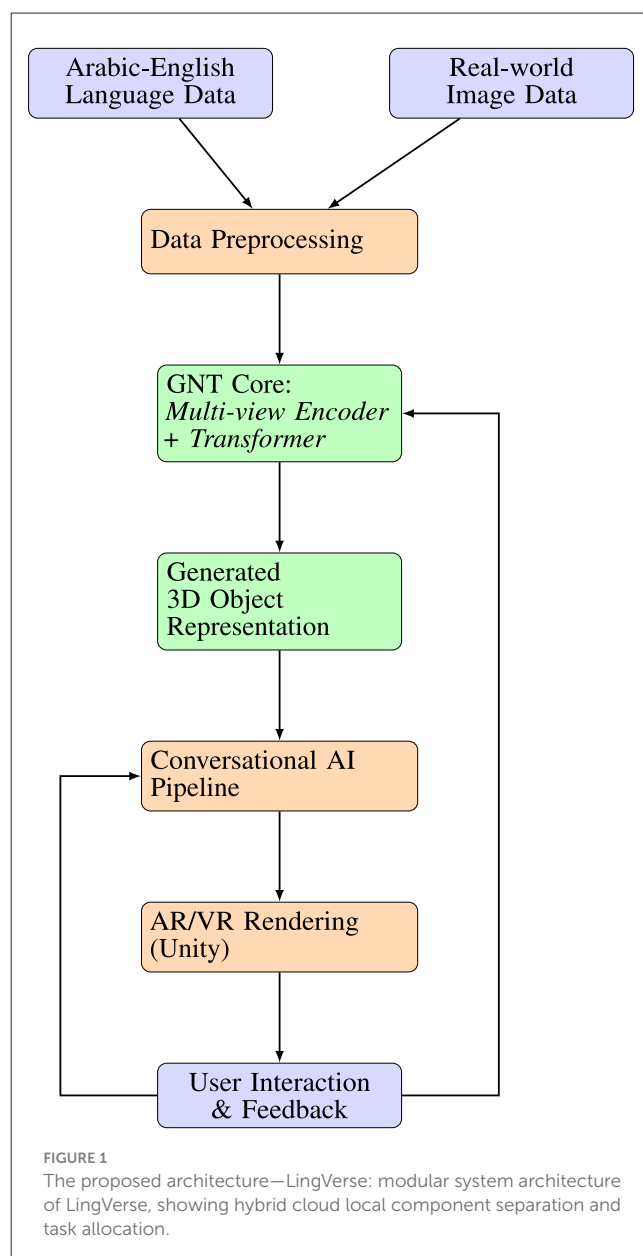 Arabic-English
Language Data
Real-world
Image Data
Data Preprocessing
GNT Core:
Multi-view Encoder
+ Transformer
Generated
3D Object
Representation
Conversational AI
Pipeline
AR/VR Rendering
(Unity)
User Interaction
& Feedback
FIGURE 1
The proposed architecture—LingVerse: modular system architecture
of LingVerse, showing hybrid cloud local component separation and
task allocation.